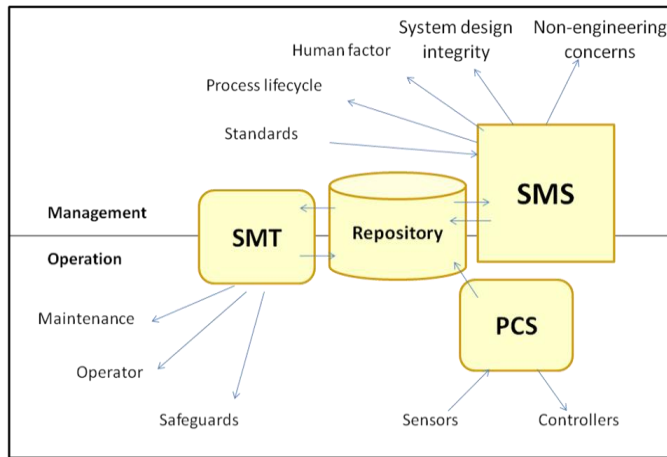 System design
integrity
Non-engineering
concerns
Human factor
Process lifecycle
Standards
SMS
Management
SMT
Repository
Operation
PCS
Maintenance
Operator
Safeguards
Sensors
Controllers